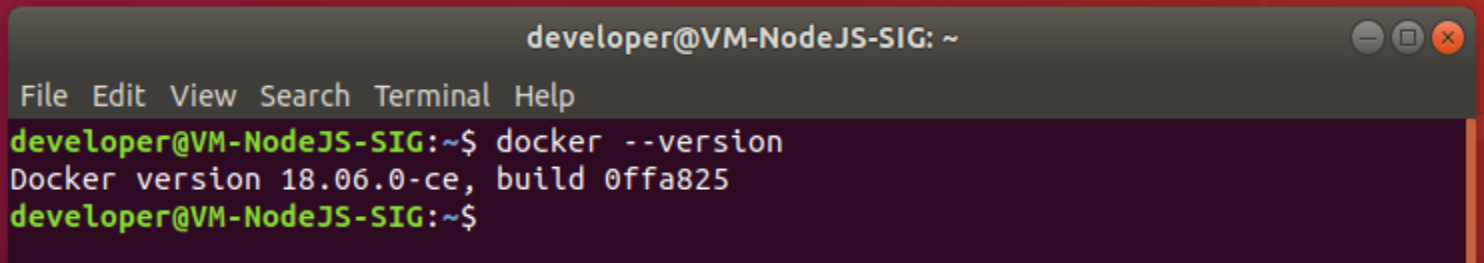 developer@VM-NodeJS-SIG: ~
File Edit View Search Terminal Help
developer@VM-NodeJS-SIG:~$ docker --version
Docker version 18.06.0-ce, build 0ffa825
developer@VM-NodeJS-SIG:~$